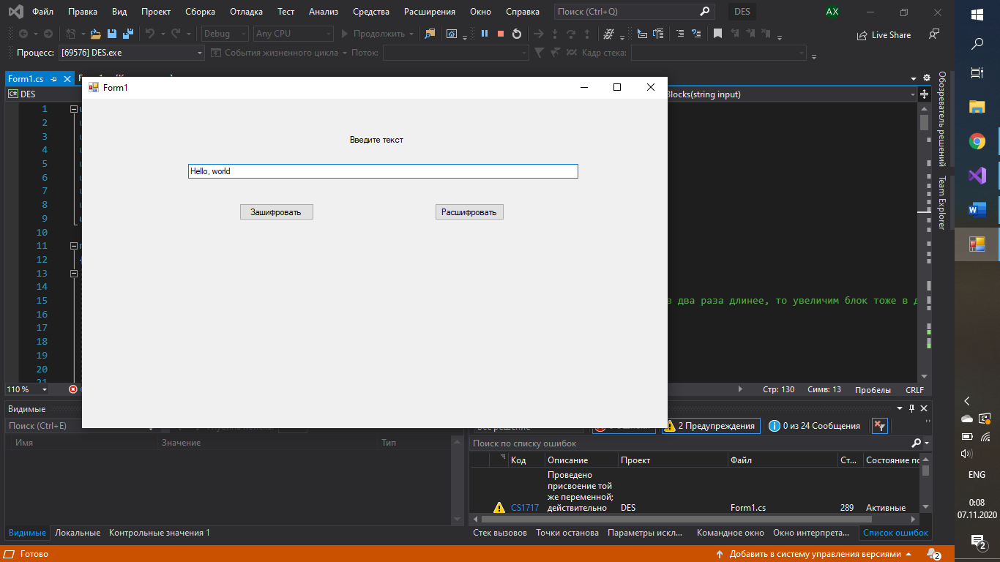 Файл Правка Вид Проект Сборка Отладка Тест Анализ Средства Расширения Окно Справка Поиск (Ctrl+Q) DES AX
Debug Any CPU Продолжить Live Share
Процесс: [69576] DES.exe События жизненного цикла Поток: Кадр стека:
Form1.cs
Form1
DES
Blocks(string input)
Обозреватель решений
Team Explorer
1
2
3
4
5
6
7
8
9
10
11
12
13
14
15
16
17
18
19
20
21
Введите текст
Hello, world
Зашифровать Расшифровать
в два раза длинее, то увеличим блок тоже в д
110 % Стр: 130 Симв: 13 Пробелы CRLF
Видимые
Поиск (Ctrl+E)
Имя Значение Тип
2 Предупреждения 0 из 24 Сообщения
Поиск по списку ошибок
Код Описание Проект Файл Ст... Состояние по
Проведено
присвоение той
же переменной;
CS1717 действительно DES Form1.cs 289 Активные
Видимые Локальные Контрольные значения 1
Стек вызовов Точки останова Параметры искл... Командное окно Окно интерпрета... Список ошибок
Готово Добавить в систему управления версиями 2
ENG
0:08
07.11.2020
2